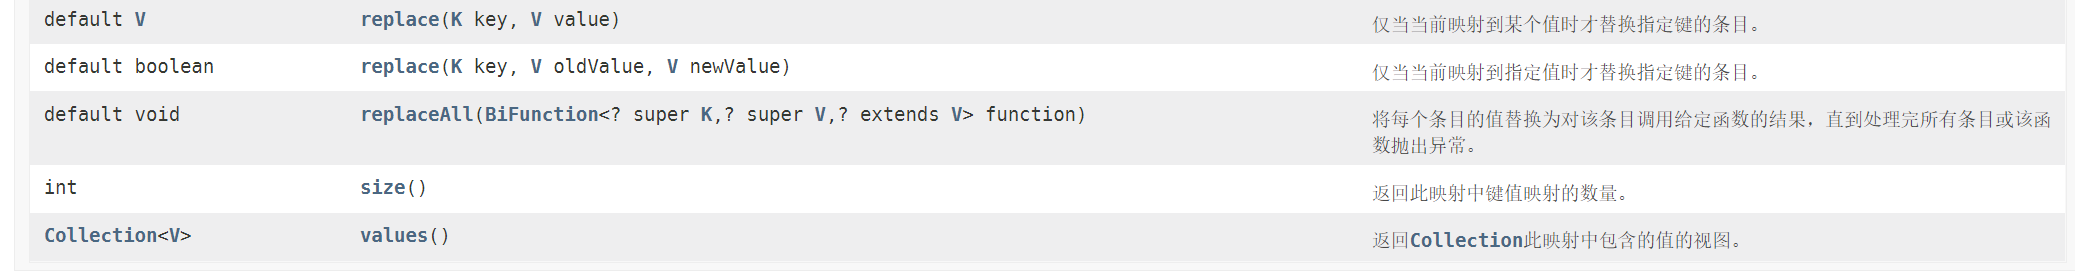 default V replace(K key, V value) 仅当当前映射到某个值时才替换指定键的条目。
default boolean replace(K key, V oldValue, V newValue) 仅当当前映射到指定值时才替换指定键的条目。
default void replaceAll(BiFunction<? super K,? super V,? extends V> function) 将每个条目的值替换为对该条目调用给定函数的结果，直到处理完所有条目或该函
数抛出异常。
int size() 返回此映射中键值映射的数量。
Collection<V> values() 返回Collection此映射中包含的值的视图。